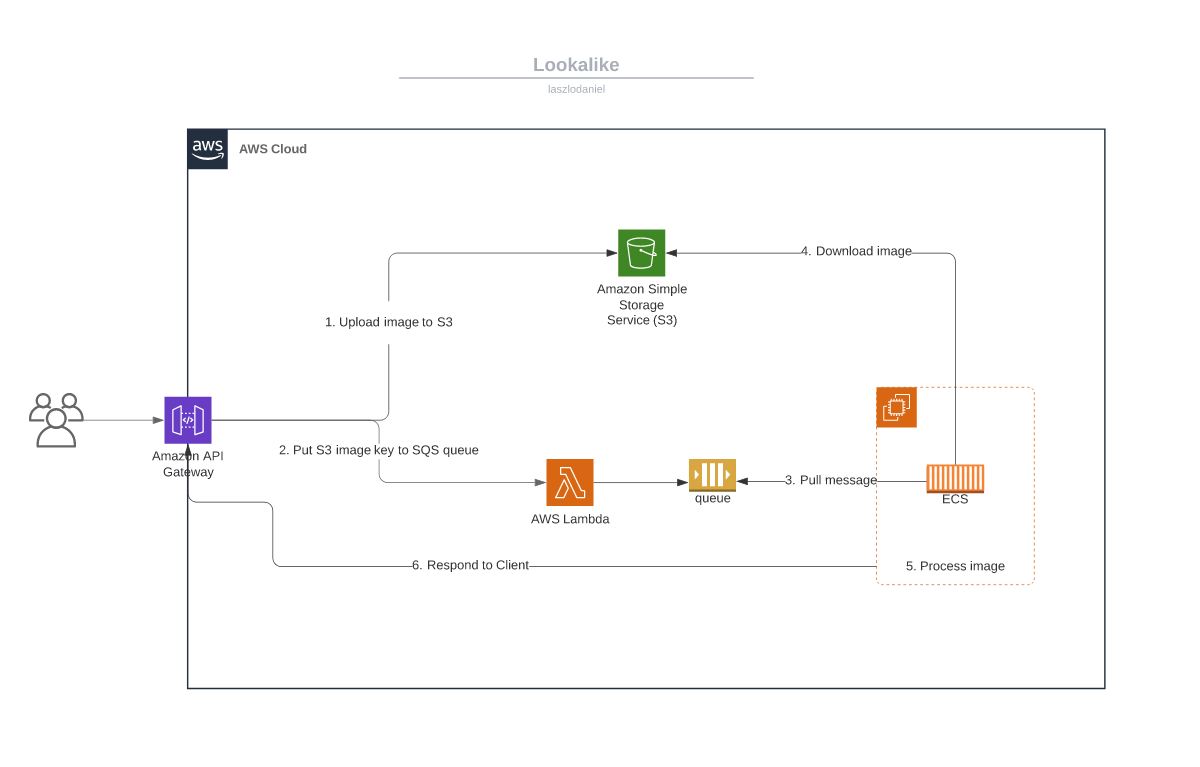 Lookalike
laszlodaniel
aws
AWS Cloud
4. Download image
Amazon Simple
Storage
Service (S3)
1. Upload image to S3
Amazon API
Gateway
2. Put S3 image key to SQS queue
3. Pull message
queue
ECS
AWS Lambda
6. Respond to Client
5. Process image